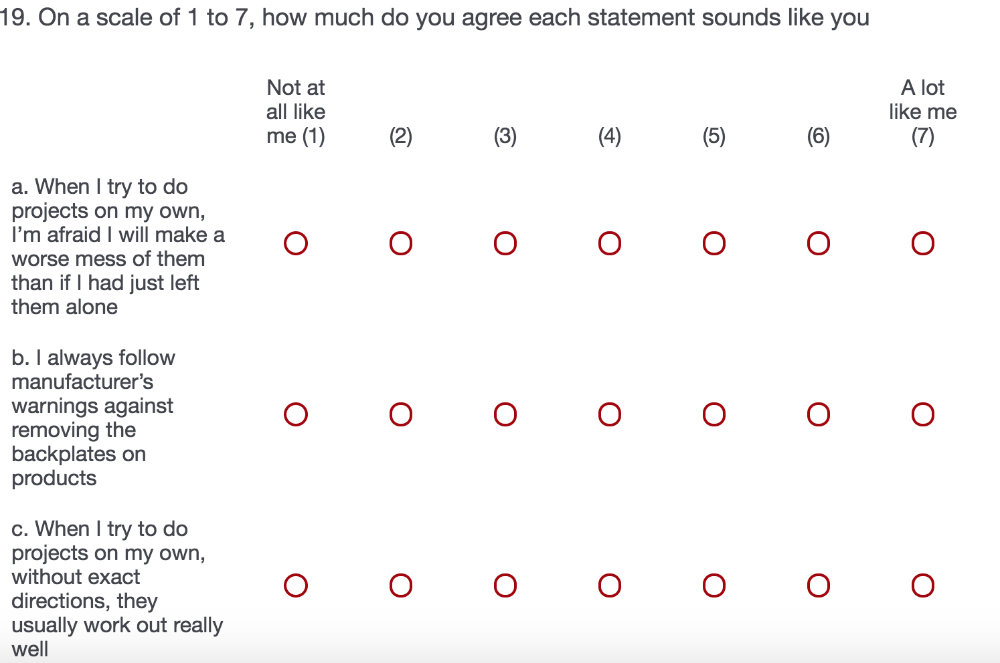 19. On a scale of 1 to 7, how much do you agree each statement sounds like you
Not at
all like
me (1)
(2)
(3)
(4)
(5)
(6)
A lot
like me
(7)
a. When I try to do
projects on my own,
I’m afraid I will make a
worse mess of them
than if I had just left
them alone
b. I always follow
manufacturer’s
warnings against
removing the
backplates on
products
c. When I try to do
projects on my own,
without exact
directions, they
usually work out really
well